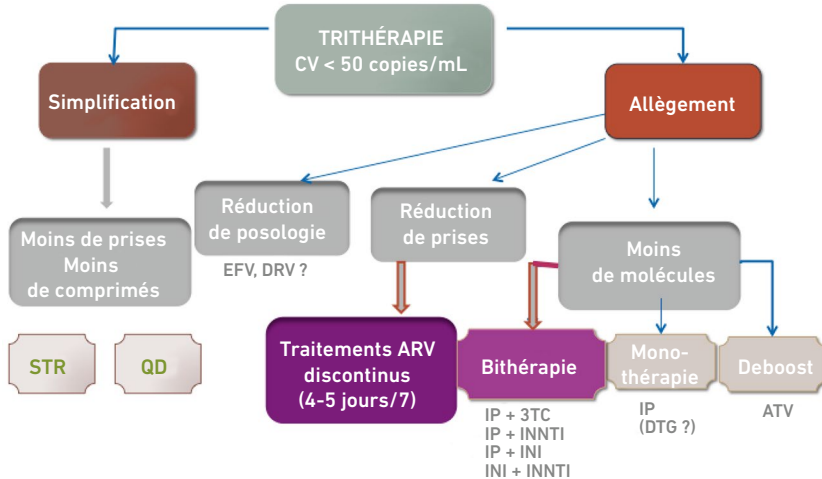 TRITHÉRAPIE
CV < 50 copies/mL
Simplification
Allègement
Moins de prises
Moins
de comprimés
Réduction
de posologie
EFV, DRV ?
Réduction
de prises
Moins
de molécules
STR
QD
Traitements ARV
discontinus
(4-5 jours/7)
Bithérapie
IP + 3TC
IP + INNTI
IP + INI
INI + INNTI
Mono-
thérapie
IP
(DTG ?)
Deboost
ATV